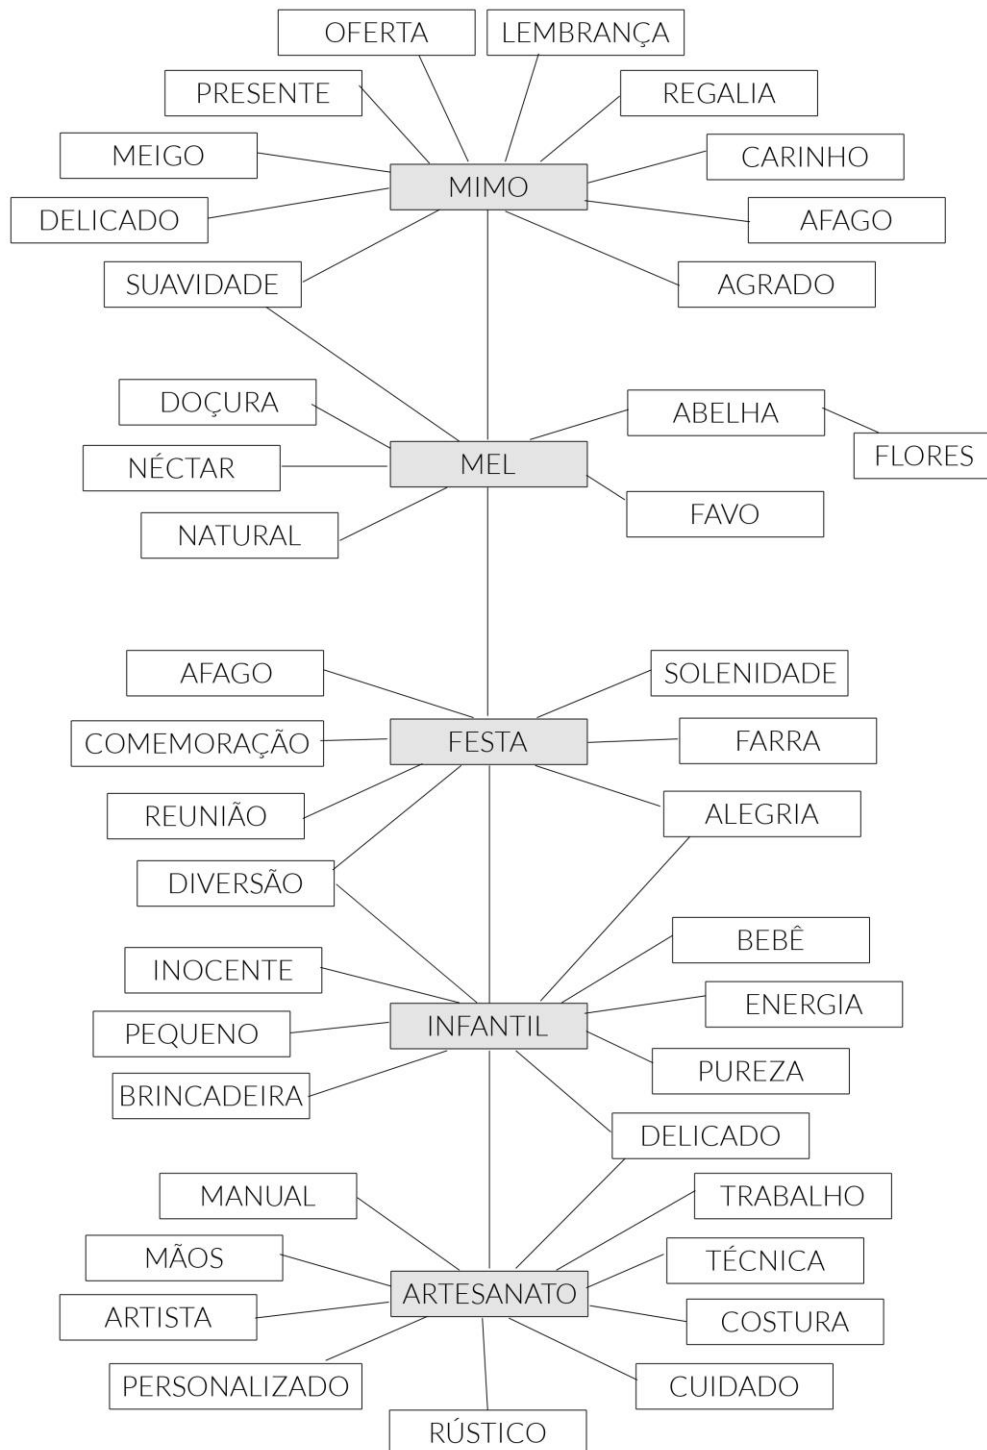 OFERTA
LEMBRANÇA
PRESENTE
REGALIA
MEIGO
CARINHO
MIMO
DELICADO
AFAGO
SUAVIDADE
AGRADO
DOÇURA
ABELHA
FLORES
NÉCTAR
MEL
FAVO
NATURAL
AFAGO
SOLENIDADE
COMEMORAÇÃO
FESTA
FARRA
REUNIÃO
ALEGRIA
DIVERSÃO
BEBÊ
INOCENTE
ENERGIA
PEQUENO
INFANTIL
PUREZA
BRINCADEIRA
DELICADO
MANUAL
TRABALHO
MÃOS
TÉCNICA
ARTESANATO
ARTISTA
COSTURA
PERSONALIZADO
CUIDADO
RÚSTICO